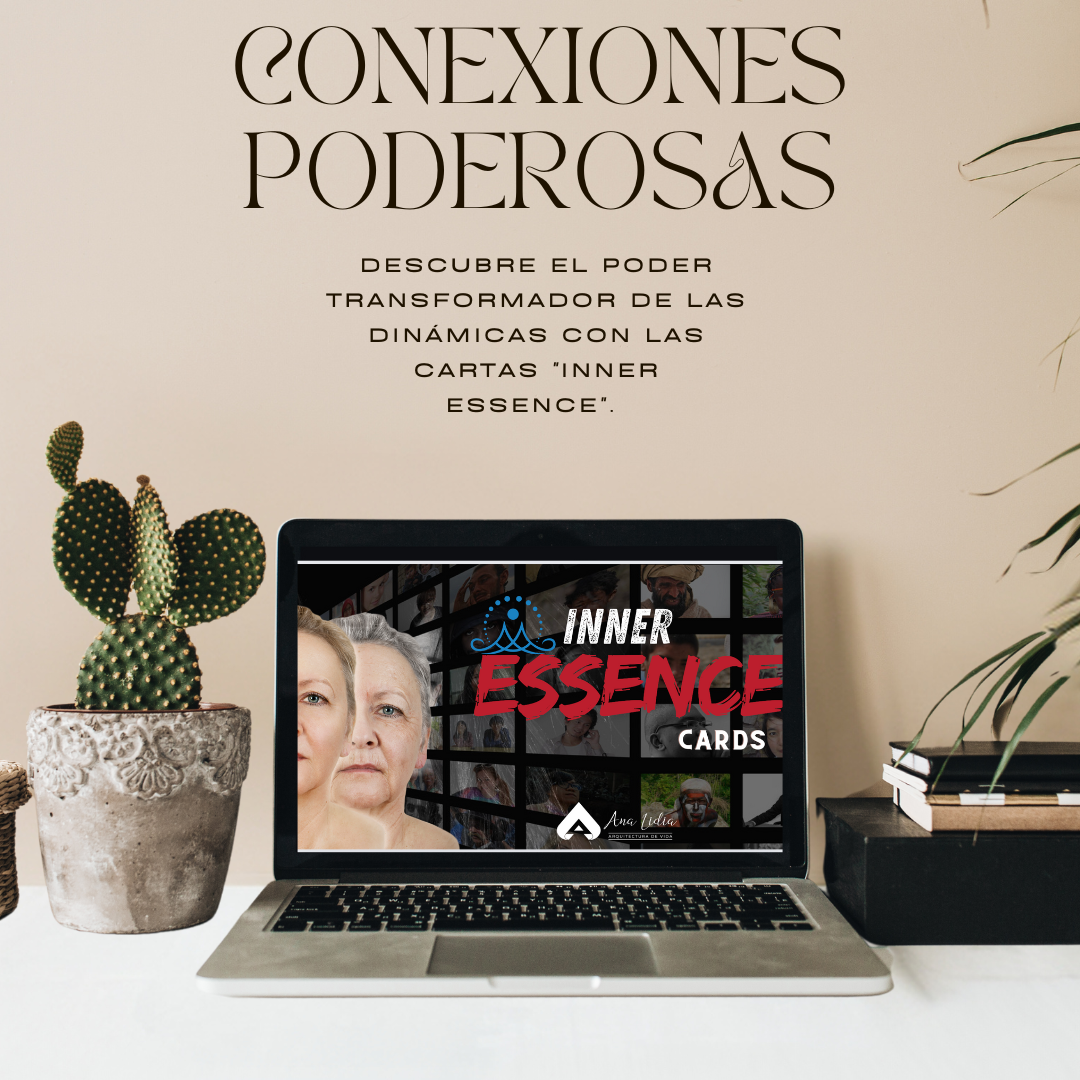 CONEXIONES
PODEROSAS
DESCUBRE EL PODER
TRANSFORMADOR DE LAS
DINÁMICAS CON LAS
CARTAS "INNER
ESSENCE".
INNER
ESSENCE
CARDS
Ana Lidia
ARQUITECTURA DE VIDA